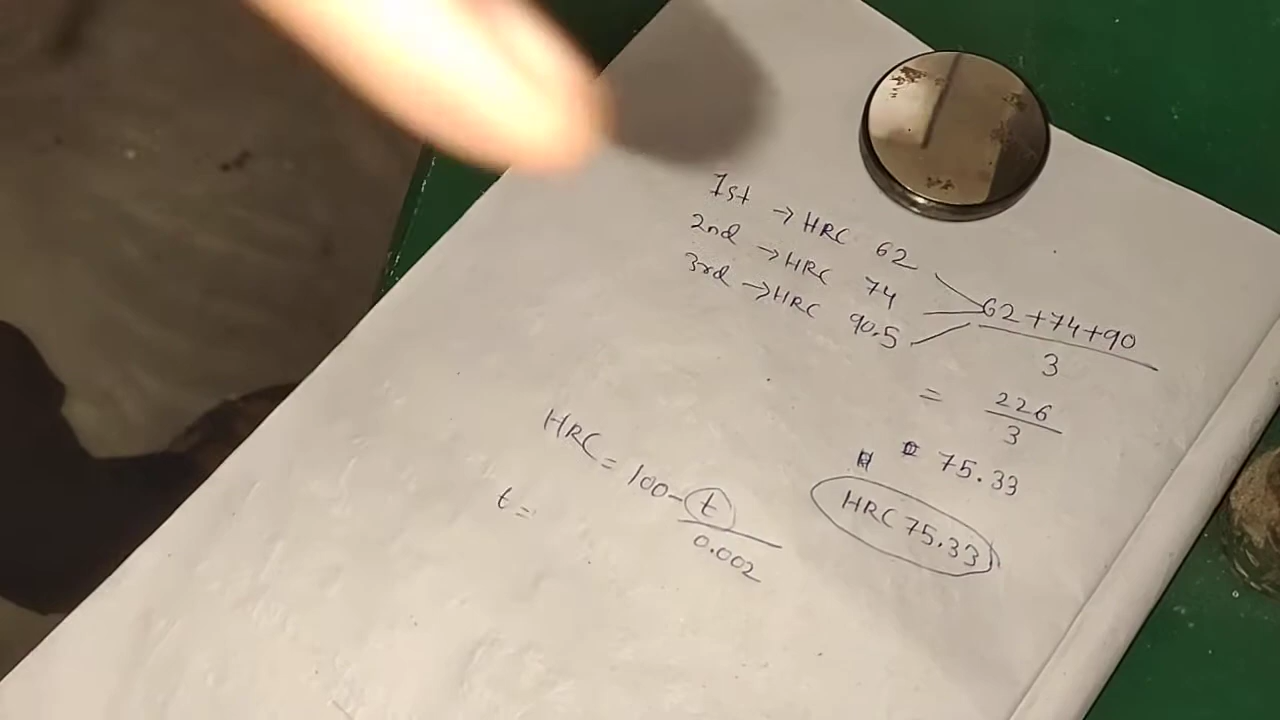 1st → HRC 62
2nd → HRC 74
3rd → HRC 90.5
62+74+90
3
= 226
3
75.33
HRC 75.33
HRC = 100 - t
0.002
t =